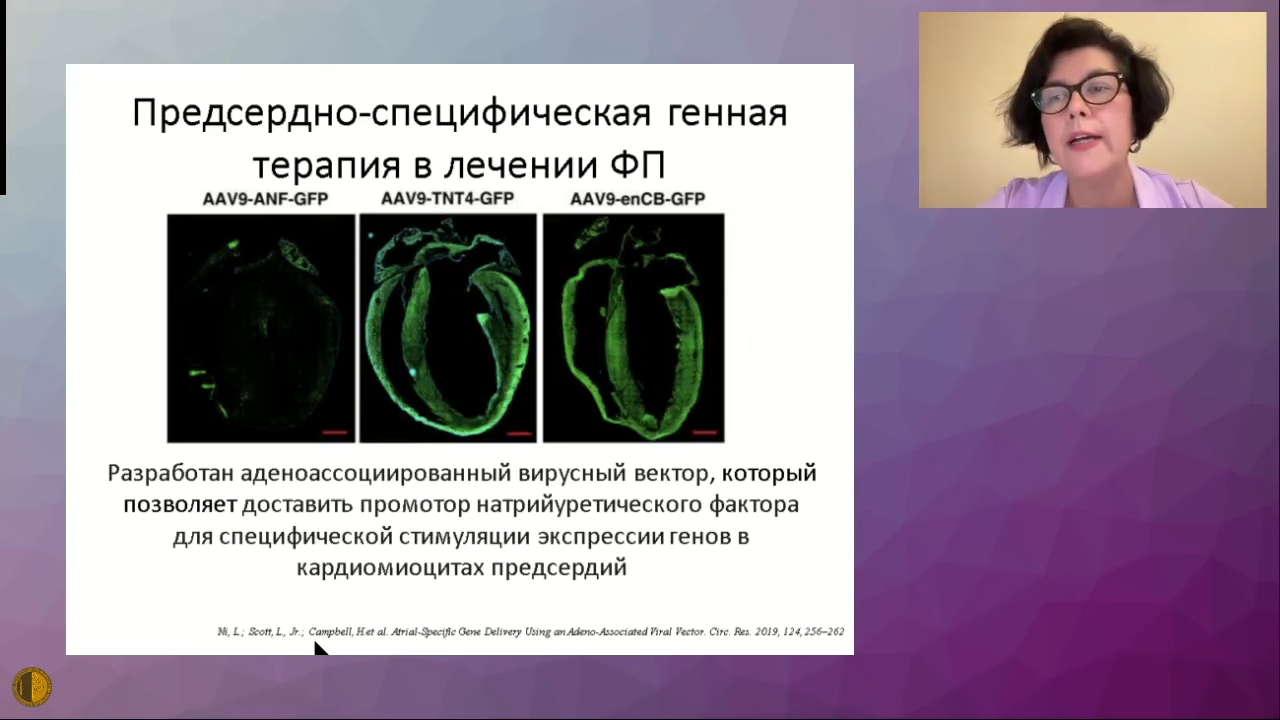 Предсердно-специфическая генная
терапия в лечении ФП
AAV9-ANF-GFP AAV9-TNT4-GFP AAV9-enCB-GFP
Разработан аденоассоциированный вирусный вектор, который
позволяет доставить промотор натрийуретического фактора
для специфической стимуляции экспрессии генов в
кардиомиоцитах предсердий
Ni, L.; Scott, L., Jr.; Campbell, H.et al. Atrial-Specific Gene Delivery Using an Adeno-Associated Viral Vector. Circ. Res. 2019, 124, 256–262